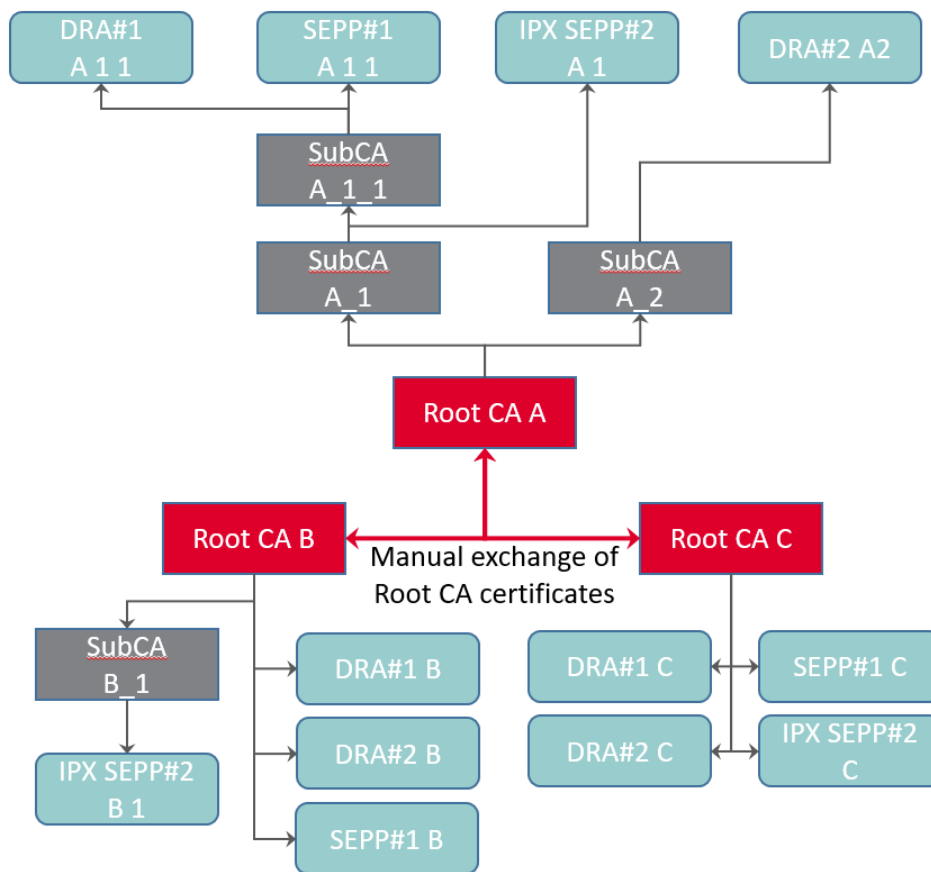 DRA#1
A 1 1
SEPP#1
A 1 1
IPX SEPP#2
A 1
DRA#2 A2
SubCA
A_1_1
SubCA
A_1
SubCA
A_2
Root CA A
Root CA B
Root CA C
Manual exchange of
Root CA certificates
SubCA
B_1
DRA#1 B
DRA#1 C
SEPP#1 C
IPX SEPP#2
B 1
DRA#2 B
DRA#2 C
IPX SEPP#2
C
SEPP#1 B